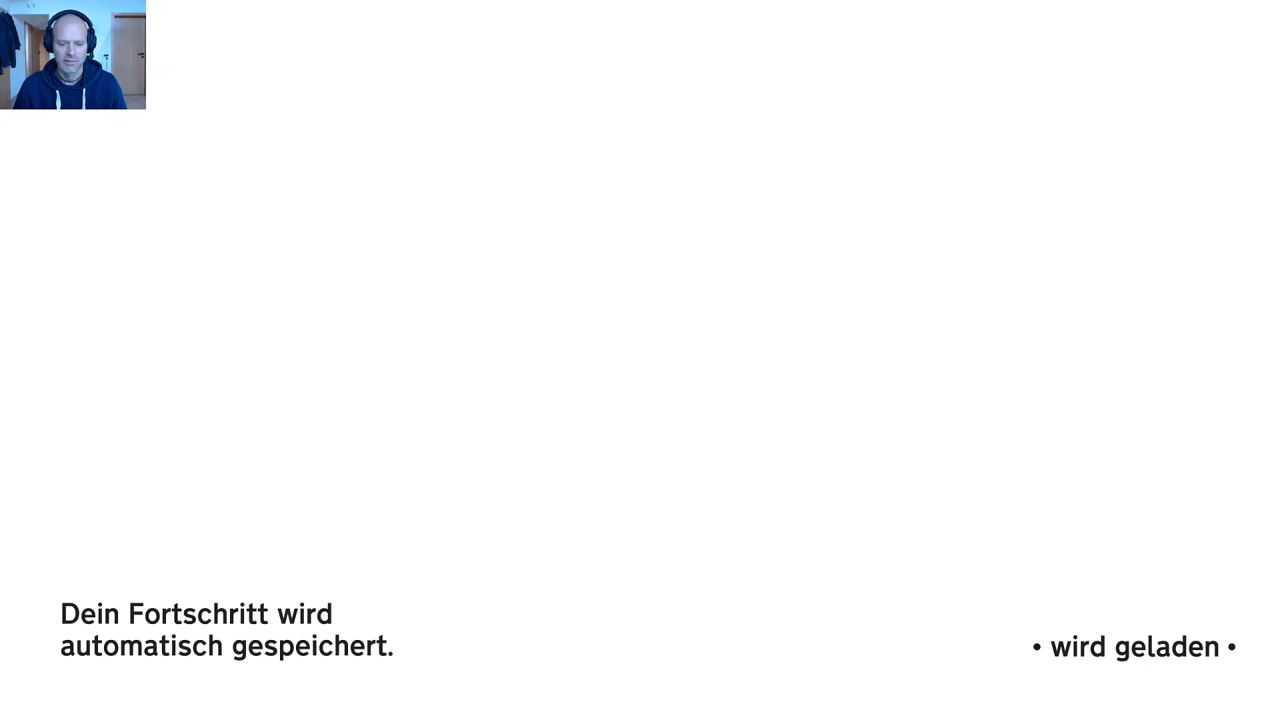 Dein Fortschritt wird
automatisch gespeichert.
• wird geladen •